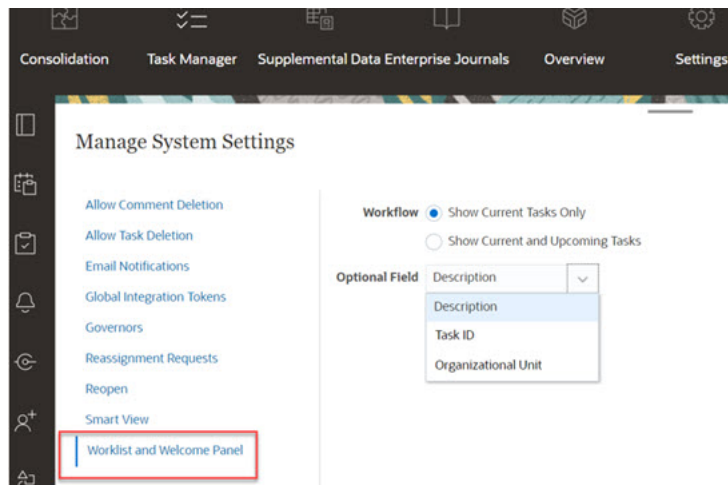 Consolidation Task Manager Supplemental Data Enterprise Journals Overview Settings
Manage System Settings
Allow Comment Deletion
Allow Task Deletion
Email Notifications
Global Integration Tokens
Governors
Reassignment Requests
Reopen
Smart View
Worklist and Welcome Panel
Workflow Show Current Tasks Only
Show Current and Upcoming Tasks
Optional Field Description
Description
Task ID
Organizational Unit